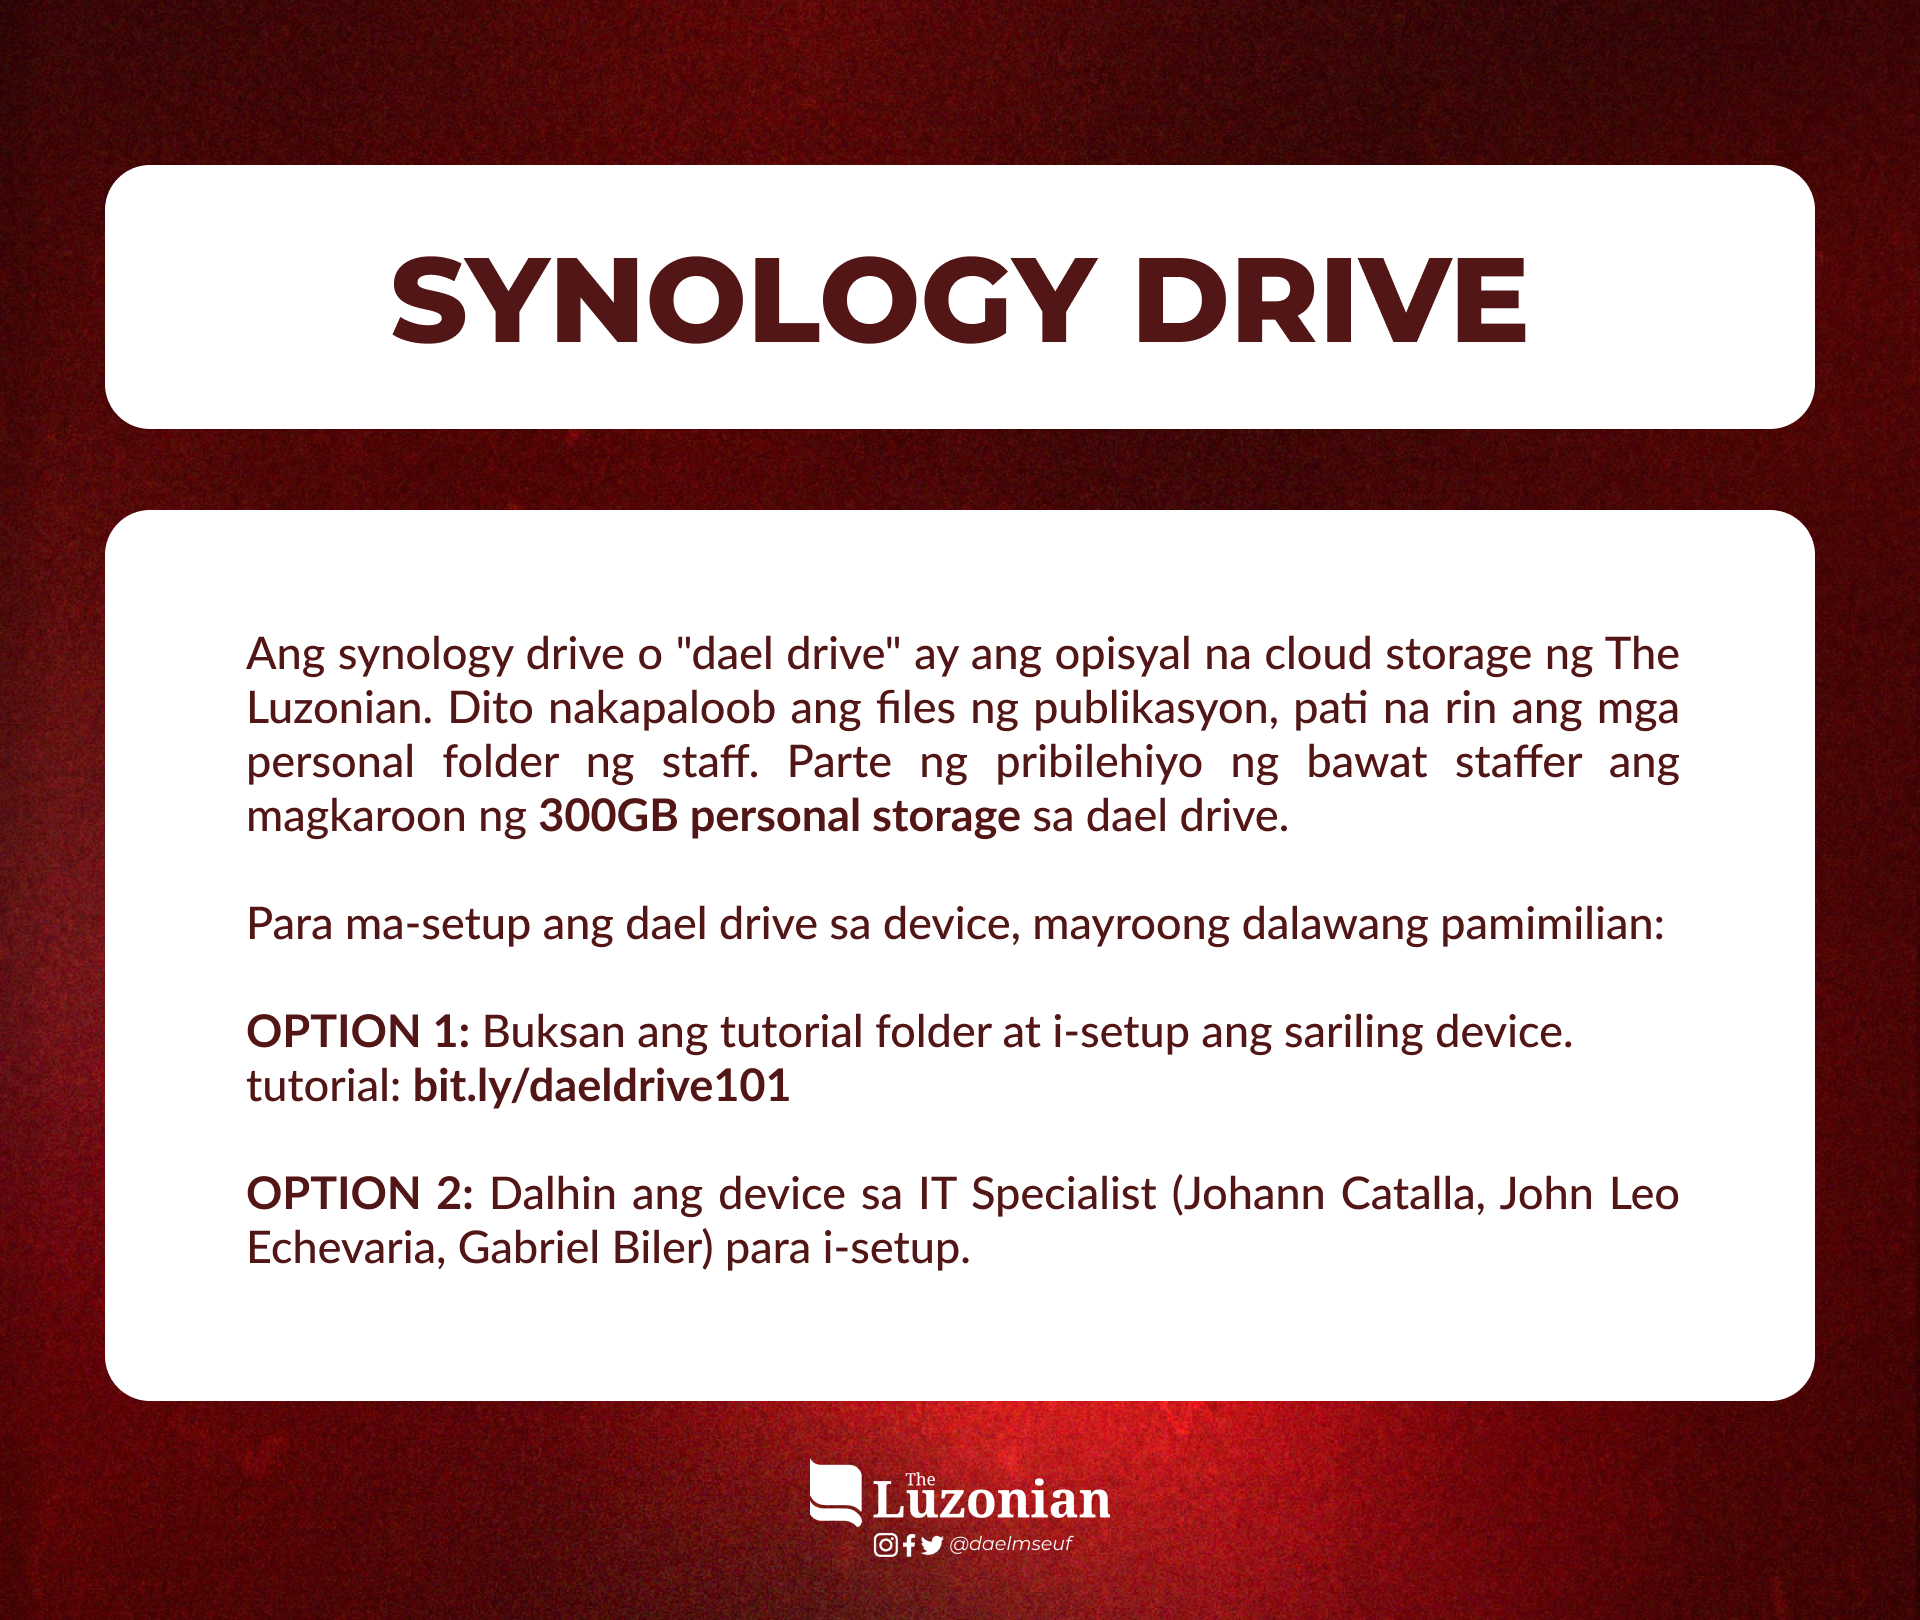 SYNOLOGY DRIVE
Ang synology drive o "dael drive" ay ang opisyal na cloud storage ng The
Luzonian. Dito nakapaloob ang files ng publikasyon, pati na rin ang mga
personal folder ng staff. Parte ng pribilehiyo ng bawat staffer ang
magkaroon ng 300GB personal storage sa dael drive.
Para ma-setup ang dael drive sa device, mayroong dalawang pamimilian:
OPTION 1: Buksan ang tutorial folder at i-setup ang sariling device.
tutorial: bit.ly/daeldrive101
OPTION 2: Dalhin ang device sa IT Specialist (Johann Catalla, John Leo
Echevaria, Gabriel Biler) para i-setup.
The
Luzonian
@daelmseuf